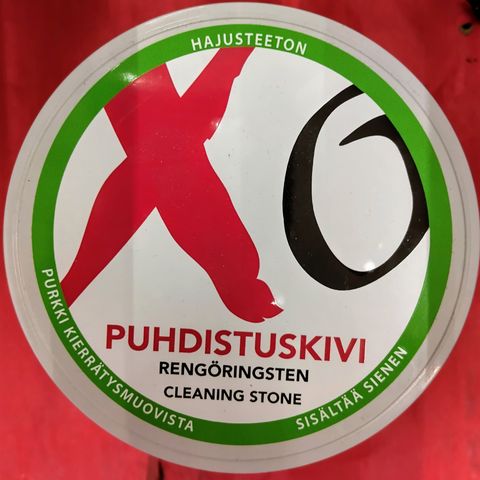 HAJUSTEETON
XO
PUHDISTUSKIVI
RENGÖRINGSTEN
CLEANING STONE
PURKKI KIERRÄTYSMUOVISTA
SISÄLTÄÄ SIENEN